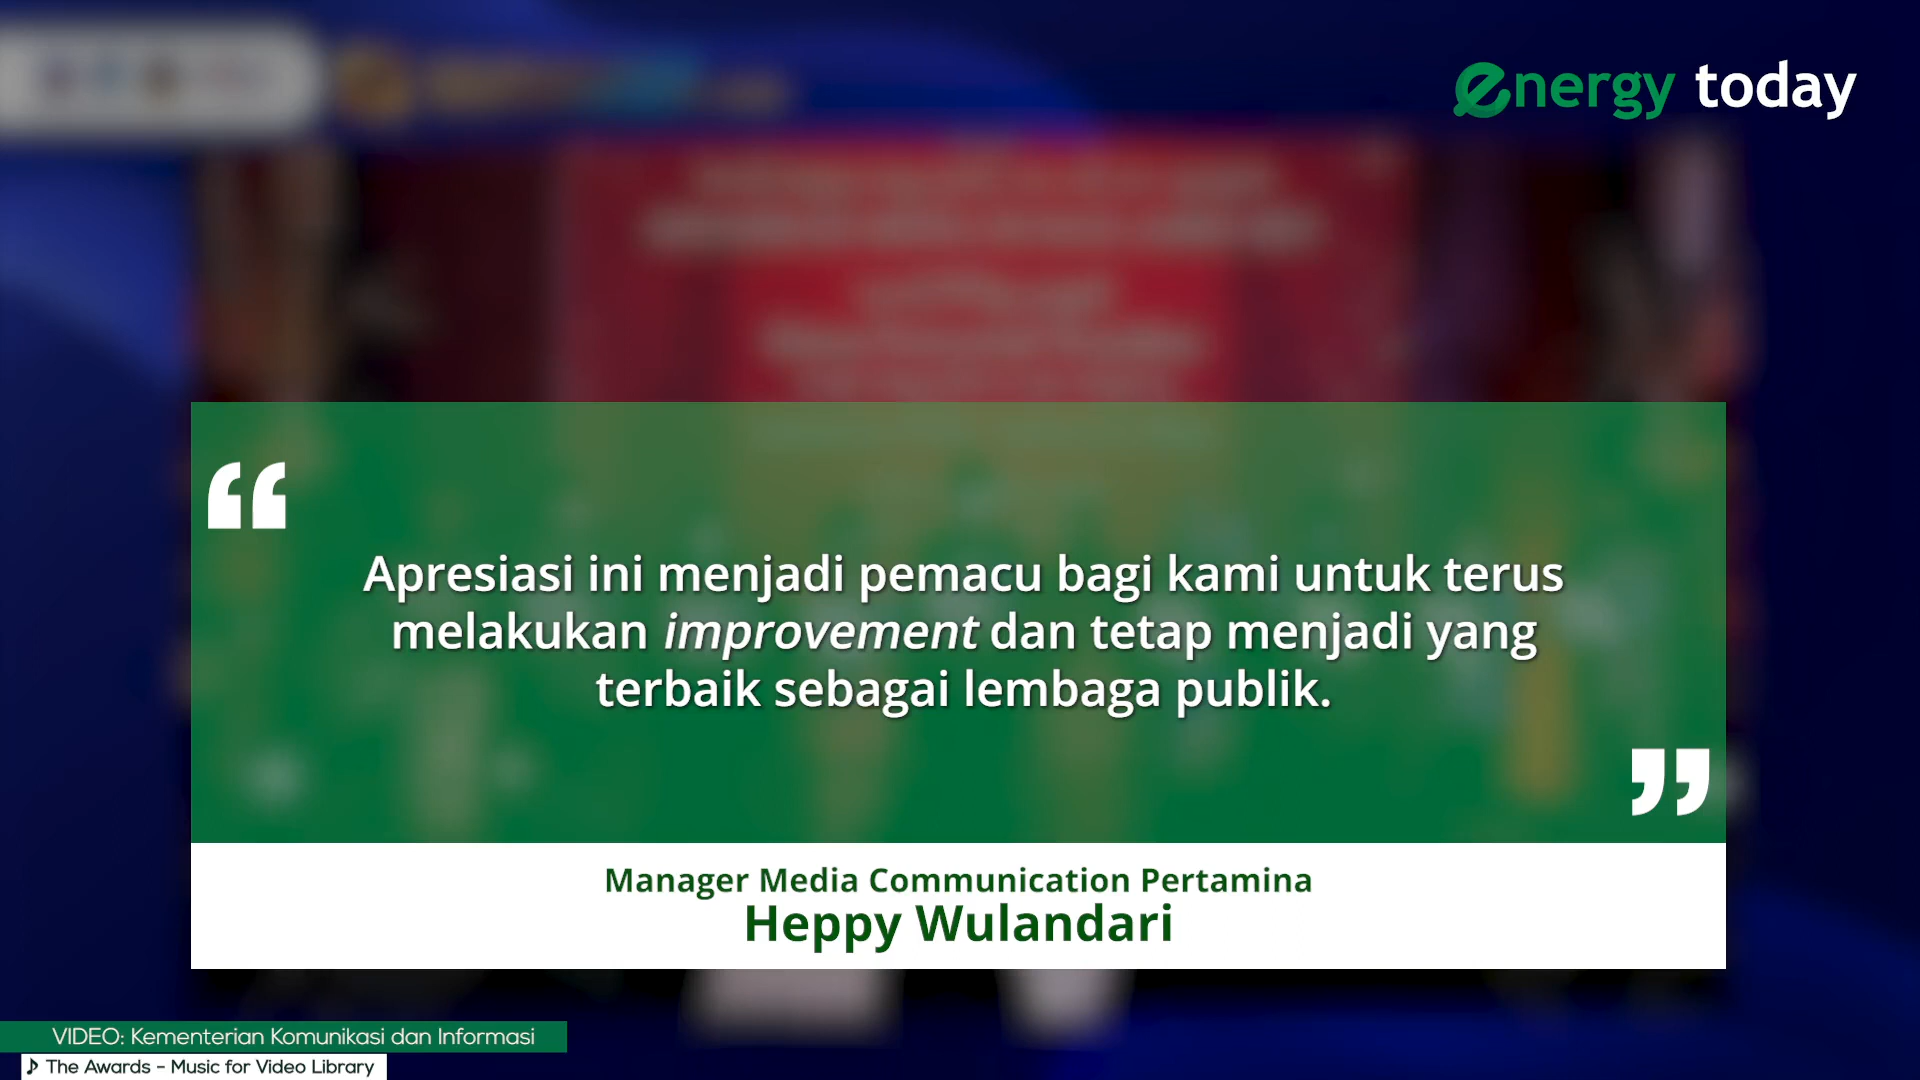 energy today
“
Apresiasi ini menjadi pemacu bagi kami untuk terus
melakukan improvement dan tetap menjadi yang
terbaik sebagai lembaga publik.
”
Manager Media Communication Pertamina
Heppy Wulandari
VIDEO: Kementerian Komunikasi dan Informasi
♪ The Awards - Music for Video Library